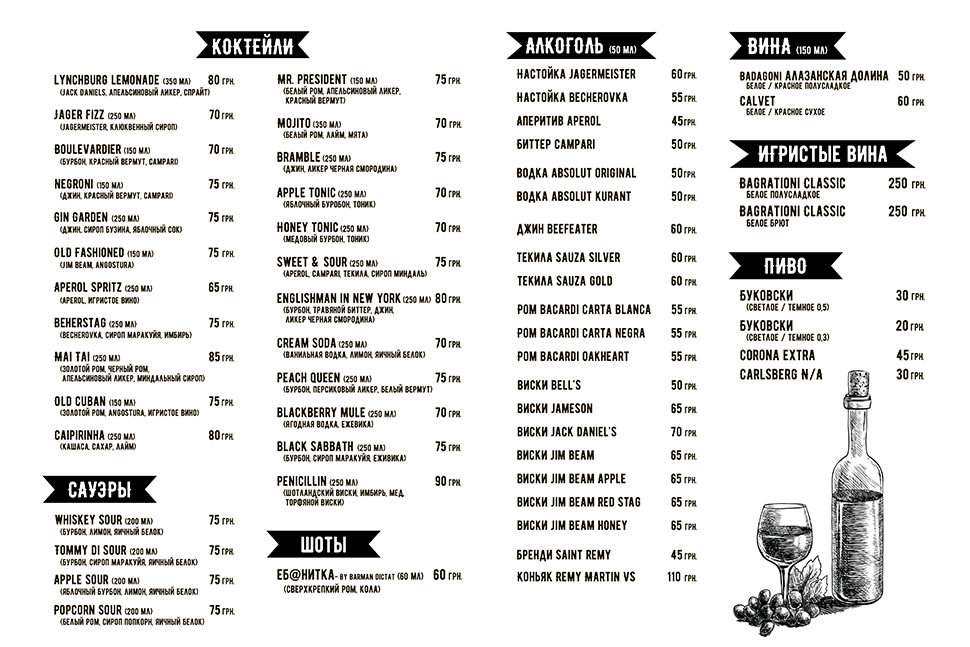 КОКТЕЙЛИ
LYNCHBURG LEMONADE (350 МЛ) 80 ГРН.
(JACK DANIELS, АПЕЛЬСИНОВЫЙ ЛИКЕР, СПРАЙТ)
JAGER FIZZ (250 МЛ) 70 ГРН.
(JAGERMEISTER, КЛЮКВЕННЫЙ СИРОП)
BOULEVARDIER (150 МЛ) 70 ГРН.
(БУРБОН, КРАСНЫЙ ВЕРМУТ, CAMPARI)
NEGRONI (150 МЛ) 75 ГРН.
(ДЖИН, КРАСНЫЙ ВЕРМУТ, CAMPARI)
GIN GARDEN (250 МЛ) 75 ГРН.
(ДЖИН, СИРОП БУЗИНА, ЯБЛОЧНЫЙ СОК)
OLD FASHIONED (150 МЛ) 75 ГРН.
(JIM BEAM, ANGOSTURA)
APEROL SPRITZ (250 МЛ) 65 ГРН.
(APEROL, ИГРИСТОЕ ВИНО)
BEHERSTAG (250 МЛ) 75 ГРН.
(BECHEROVKA, СИРОП МАРАКУЙЯ, ИМБИРЬ)
MAI TAI (250 МЛ) 85 ГРН.
(ЗОЛОТОЙ РОМ, ЧЕРНЫЙ РОМ,
АПЕЛЬСИНОВЫЙ ЛИКЕР, МИНДАЛЬНЫЙ СИРОП)
OLD CUBAN (150 МЛ) 75 ГРН.
(ЗОЛОТОЙ РОМ, ANGOSTURA, ИГРИСТОЕ ВИНО)
CAIPIRINHA (250 МЛ) 80 ГРН.
(КАШАСА, САХАР, ЛАЙМ)
САУЭРЫ
WHISKEY SOUR (200 МЛ) 75 ГРН.
(БУРБОН, ЛИМОН, ЯИЧНЫЙ БЕЛОК)
TOMMY DI SOUR (200 МЛ) 75 ГРН.
(БУРБОН, СИРОП МАРАКУЙЯ, ЯИЧНЫЙ БЕЛОК)
APPLE SOUR (200 МЛ) 75 ГРН.
(ЯБЛОЧНЫЙ БУРБОН, ЛИМОН, ЯИЧНЫЙ БЕЛОК)
POPCORN SOUR (200 МЛ) 75 ГРН.
(БЕЛЫЙ РОМ, СИРОП ПОПКОРН, ЯИЧНЫЙ БЕЛОК)
MR. PRESIDENT (150 МЛ) 75 ГРН.
(БЕЛЫЙ РОМ, АПЕЛЬСИНОВЫЙ ЛИКЕР,
КРАСНЫЙ ВЕРМУТ)
MOJITO (350 МЛ) 70 ГРН.
(БЕЛЫЙ РОМ, ЛАЙМ, МЯТА)
BRAMBLE (250 МЛ) 75 ГРН.
(ДЖИН, ЛИКЕР ЧЕРНАЯ СМОРОДИНА)
APPLE TONIC (250 МЛ) 70 ГРН.
(ЯБЛОЧНЫЙ БУРОБОН, ТОНИК)
HONEY TONIC (250 МЛ) 70 ГРН.
(МЕДОВЫЙ БУРБОН, ТОНИК)
SWEET & SOUR (250 МЛ) 75 ГРН.
(APEROL, CAMPARI, ТЕКИЛА, СИРОП МИНДАЛЬ)
ENGLISHMAN IN NEW YORK (250 МЛ) 80 ГРН.
(БУРБОН, ТРАВЯНОЙ БИТТЕР, ДЖИН,
ЛИКЕР ЧЕРНАЯ СМОРОДИНА)
CREAM SODA (250 МЛ) 70 ГРН.
(ВАНИЛЬНАЯ ВОДКА, ЛИМОН, ЯИЧНЫЙ БЕЛОК)
PEACH QUEEN (250 МЛ) 75 ГРН.
(БУРБОН, ПЕРСИКОВЫЙ ЛИКЕР, БЕЛЫЙ ВЕРМУТ)
BLACKBERRY MULE (250 МЛ) 70 ГРН.
(ЯГОДНАЯ ВОДКА, ЕЖЕВИКА)
BLACK SABBATH (250 МЛ) 75 ГРН.
(БУРБОН, СИРОП МАРАКУЙЯ, ЕЖИВИКА)
PENICILLIN (250 МЛ) 90 ГРН.
(ШОТЛАНДСКИЙ ВИСКИ, ИМБИРЬ, МЕД,
ТОРФЯНОЙ ВИСКИ)
ШОТЫ
ЕБ@НИТКА- BY BARMAN DICTAT (60 МЛ) 60 ГРН.
(СВЕРХКРЕПКИЙ РОМ, КОЛА)
АЛКОГОЛЬ (50 МЛ)
НАСТОЙКА JAGERMEISTER 60 ГРН.
НАСТОЙКА BECHEROVKA 55 ГРН.
АПЕРИТИВ APEROL 45 ГРН.
БИТТЕР CAMPARI 50 ГРН.
ВОДКА ABSOLUT ORIGINAL 50 ГРН.
ВОДКА ABSOLUT KURANT 50 ГРН.
ДЖИН BEEFEATER 60 ГРН.
ТЕКИЛА SAUZA SILVER 60 ГРН.
ТЕКИЛА SAUZA GOLD 60 ГРН.
РОМ BACARDI CARTA BLANCA 55 ГРН.
РОМ BACARDI CARTA NEGRA 55 ГРН.
РОМ BACARDI OAKHEART 55 ГРН.
ВИСКИ BELL'S 50 ГРН.
ВИСКИ JAMESON 65 ГРН.
ВИСКИ JACK DANIEL'S 70 ГРН.
ВИСКИ JIM BEAM 65 ГРН.
ВИСКИ JIM BEAM APPLE 65 ГРН.
ВИСКИ JIM BEAM RED STAG 65 ГРН.
ВИСКИ JIM BEAM HONEY 65 ГРН.
БРЕНДИ SAINT REMY 45 ГРН.
КОНЬЯК REMY MARTIN VS 110 ГРН.
ВИНА (150 МЛ)
BADAGONI АЛАЗАНСКАЯ ДОЛИНА 50 ГРН.
БЕЛОЕ / КРАСНОЕ ПОЛУСЛАДКОЕ
CALVET 60 ГРН.
БЕЛОЕ / КРАСНОЕ СУХОЕ
ИГРИСТЫЕ ВИНА
BAGRATIONI CLASSIC 250 ГРН.
БЕЛОЕ ПОЛУСЛАДКОЕ
BAGRATIONI CLASSIC 250 ГРН.
БЕЛОЕ БРЮТ
ПИВО
БУКОВСКИ 30 ГРН.
(СВЕТЛОЕ / ТЕМНОЕ 0,5)
БУКОВСКИ 20 ГРН.
(СВЕТЛОЕ / ТЕМНОЕ 0,3)
CORONA EXTRA 45 ГРН.
CARLSBERG N/A 30 ГРН.